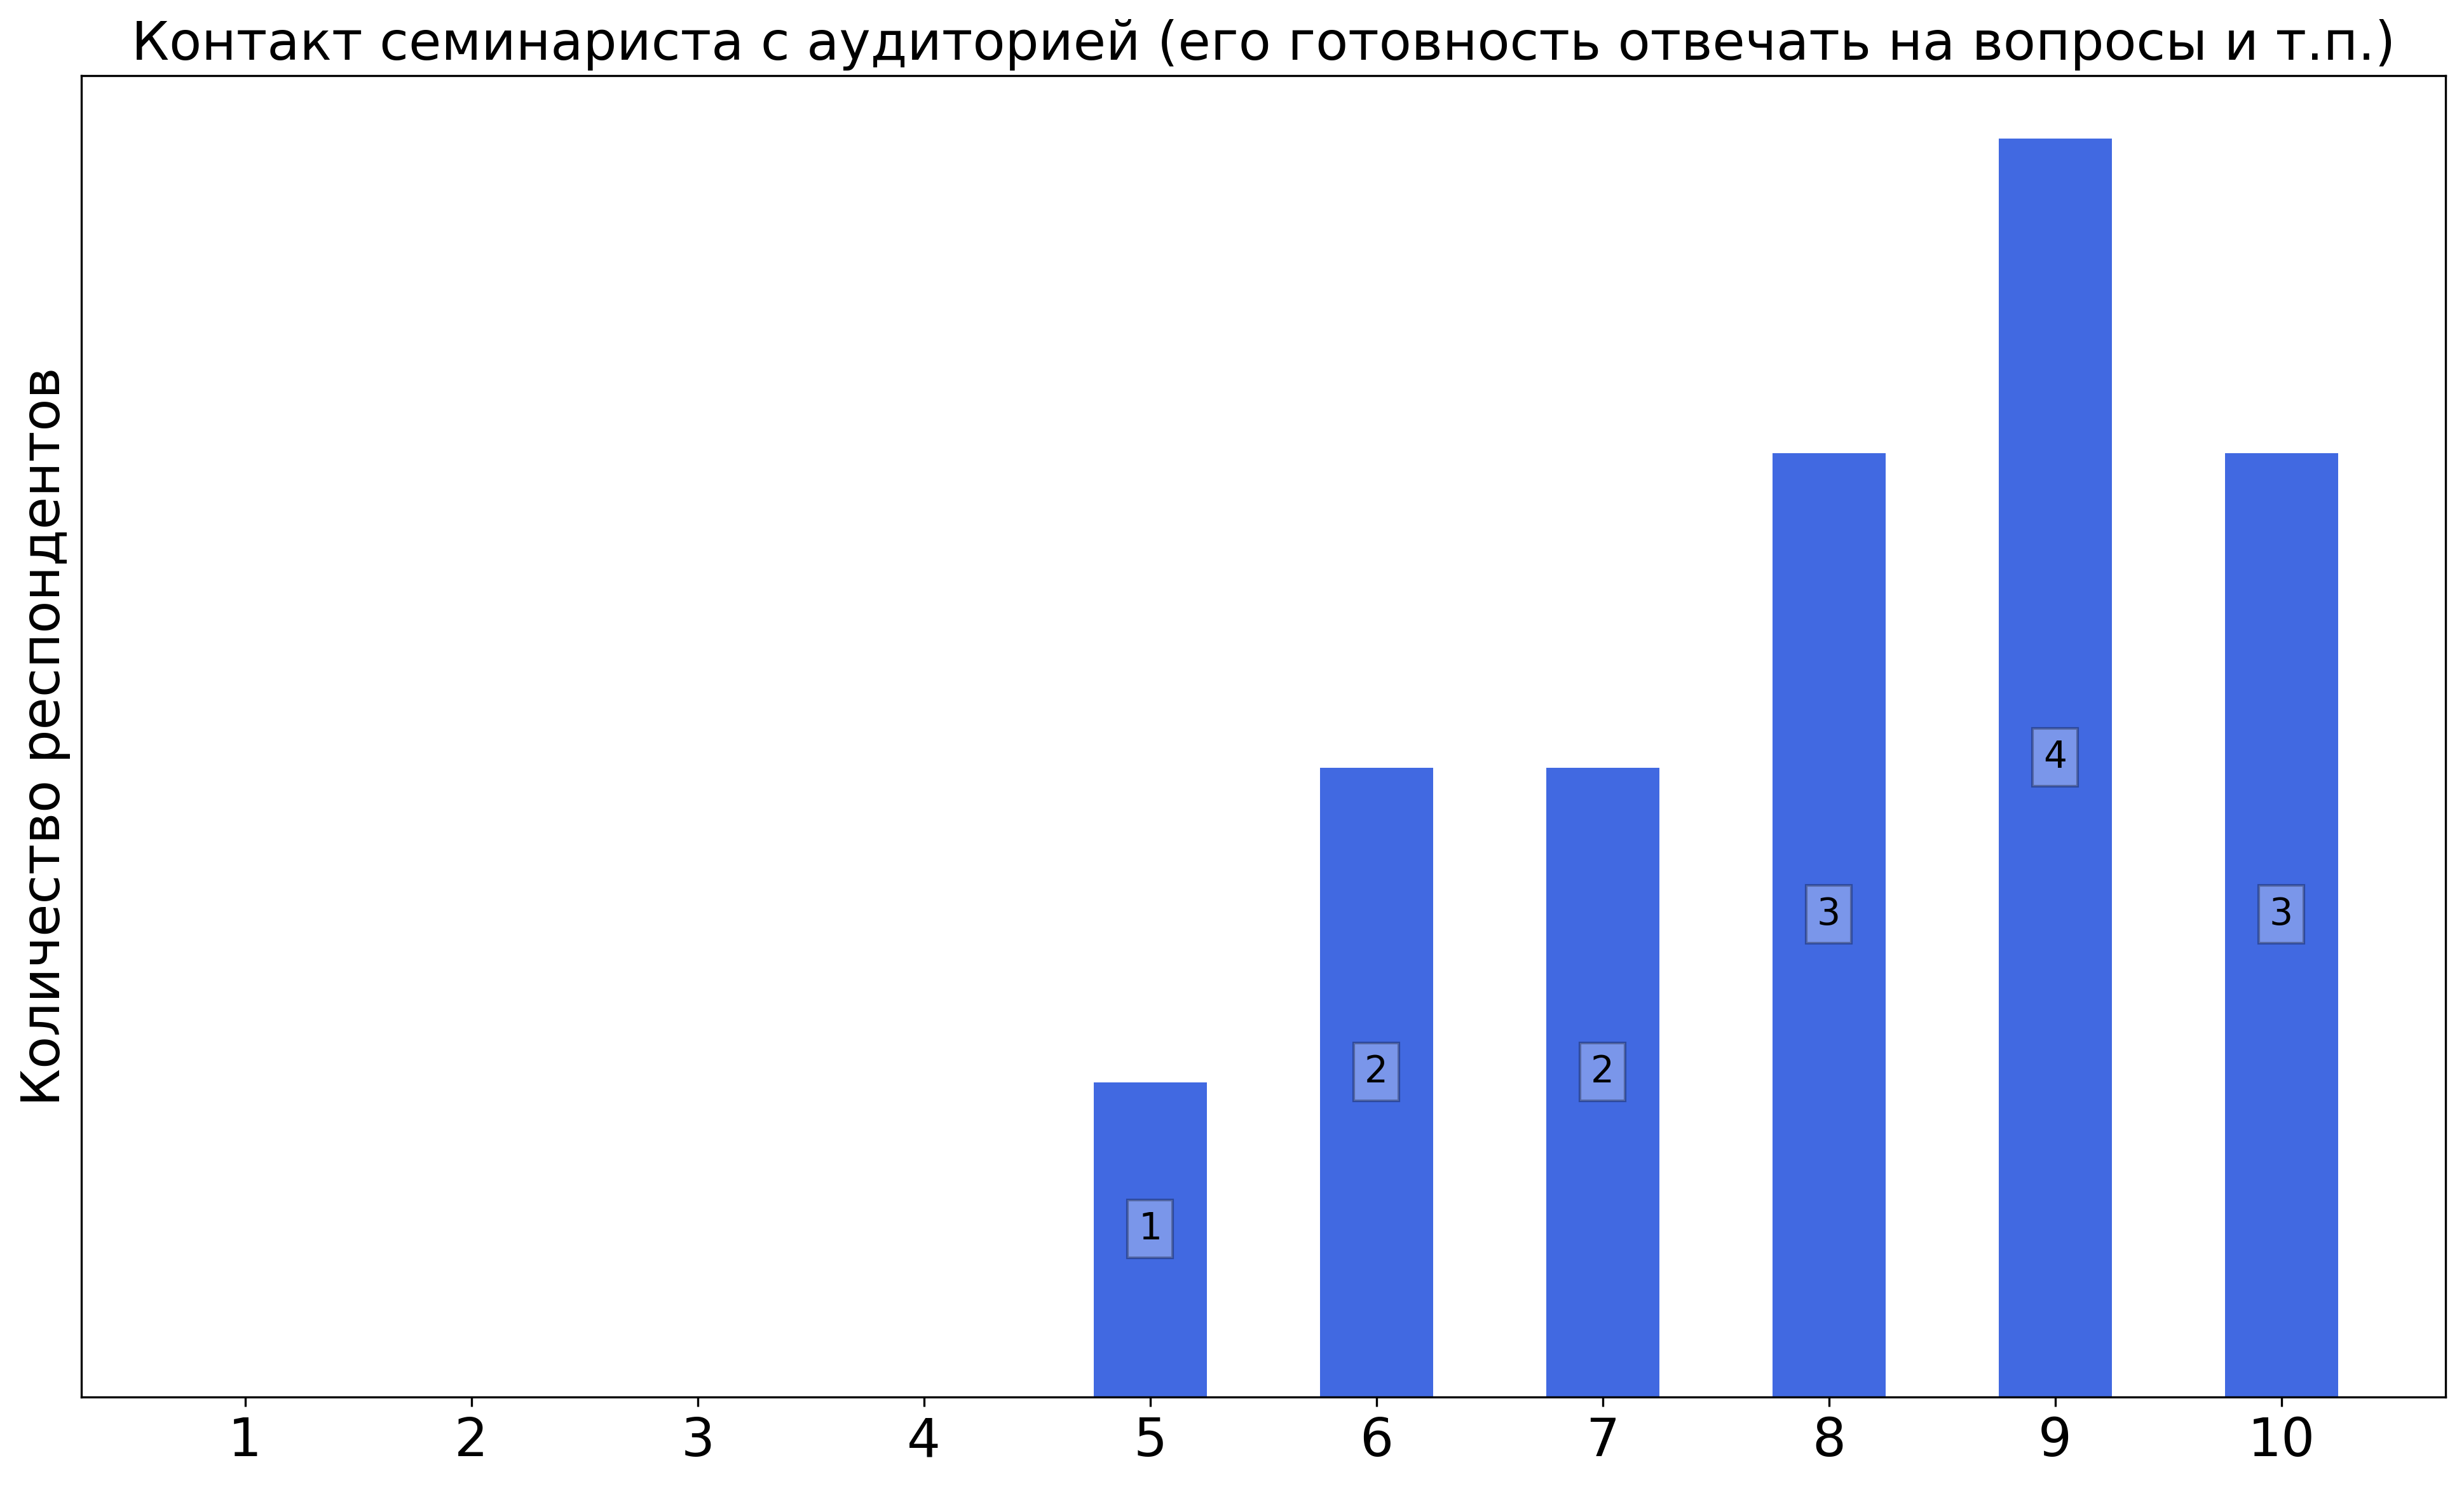 Контакт семинариста с аудиторией (его готовность отвечать на вопросы и т.п.)
Количество респондентов
4
3
3
2
2
1
1 2 3 4 5 6 7 8 9 10